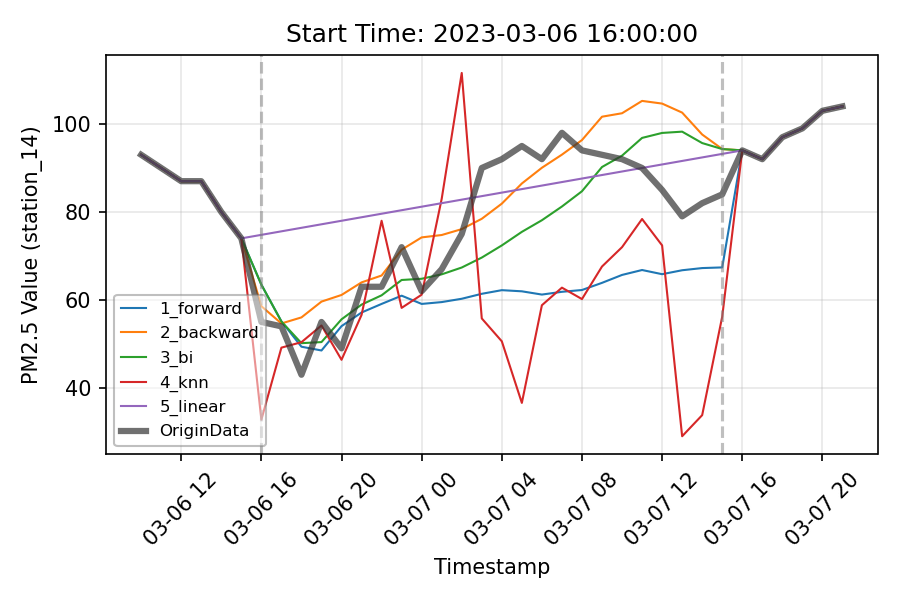 Start Time: 2023-03-06 16:00:00
PM2.5 Value (station_14)
100
80
60
40
1_forward
2_backward
3_bi
4_knn
5_linear
OriginData
03-06 12
03-06 16
03-06 20
03-07 00
03-07 04
03-07 08
03-07 12
03-07 16
03-07 20
Timestamp